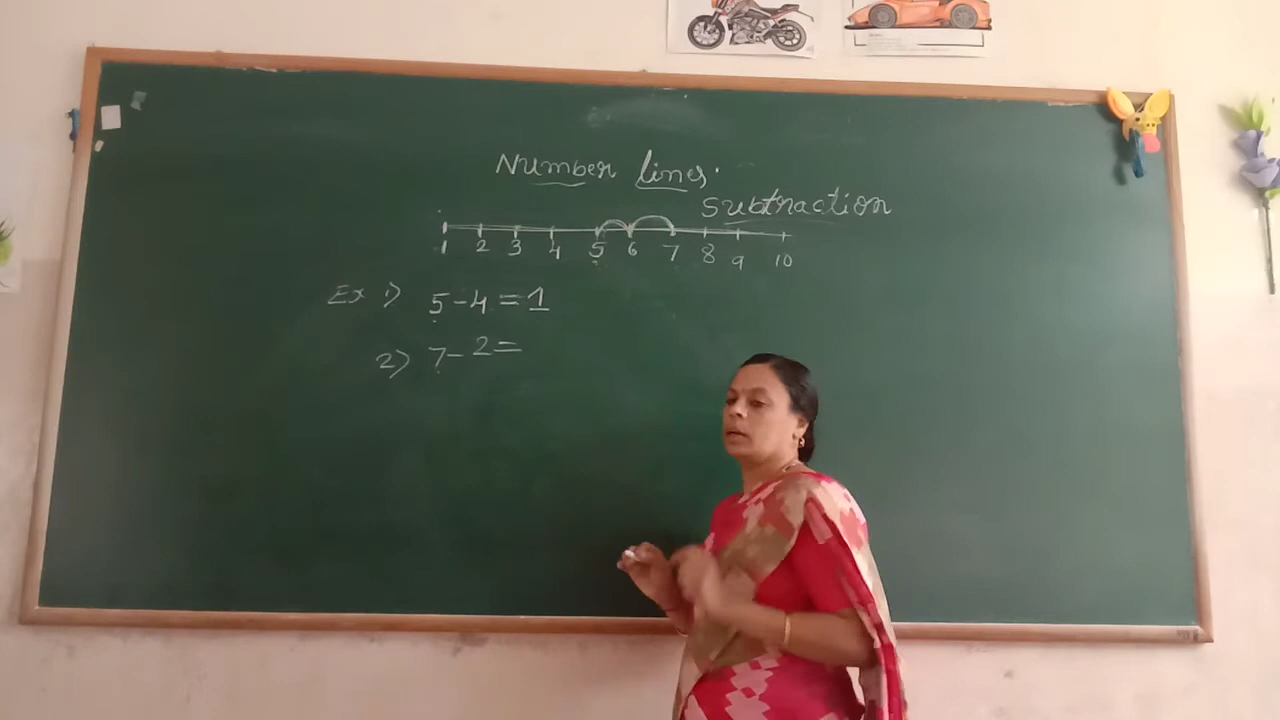 Number lines.
Subtraction
1 2 3 4 5 6 7 8 9 10
Ex 1) 5-4=1
2) 7-2=